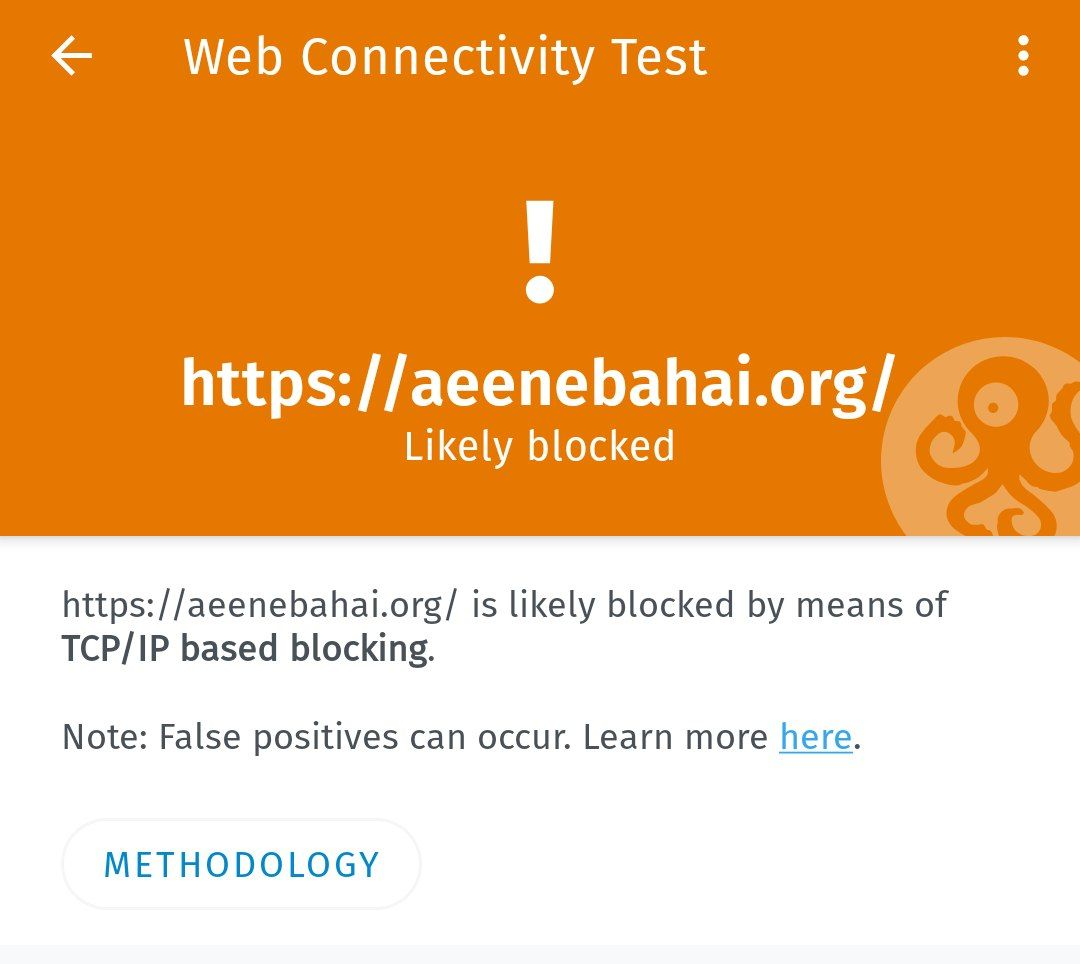 Web Connectivity Test
!
https://aeenebahai.org/
Likely blocked
https://aeenebahai.org/ is likely blocked by means of
TCP/IP based blocking.
Note: False positives can occur. Learn more here.
METHODOLOGY